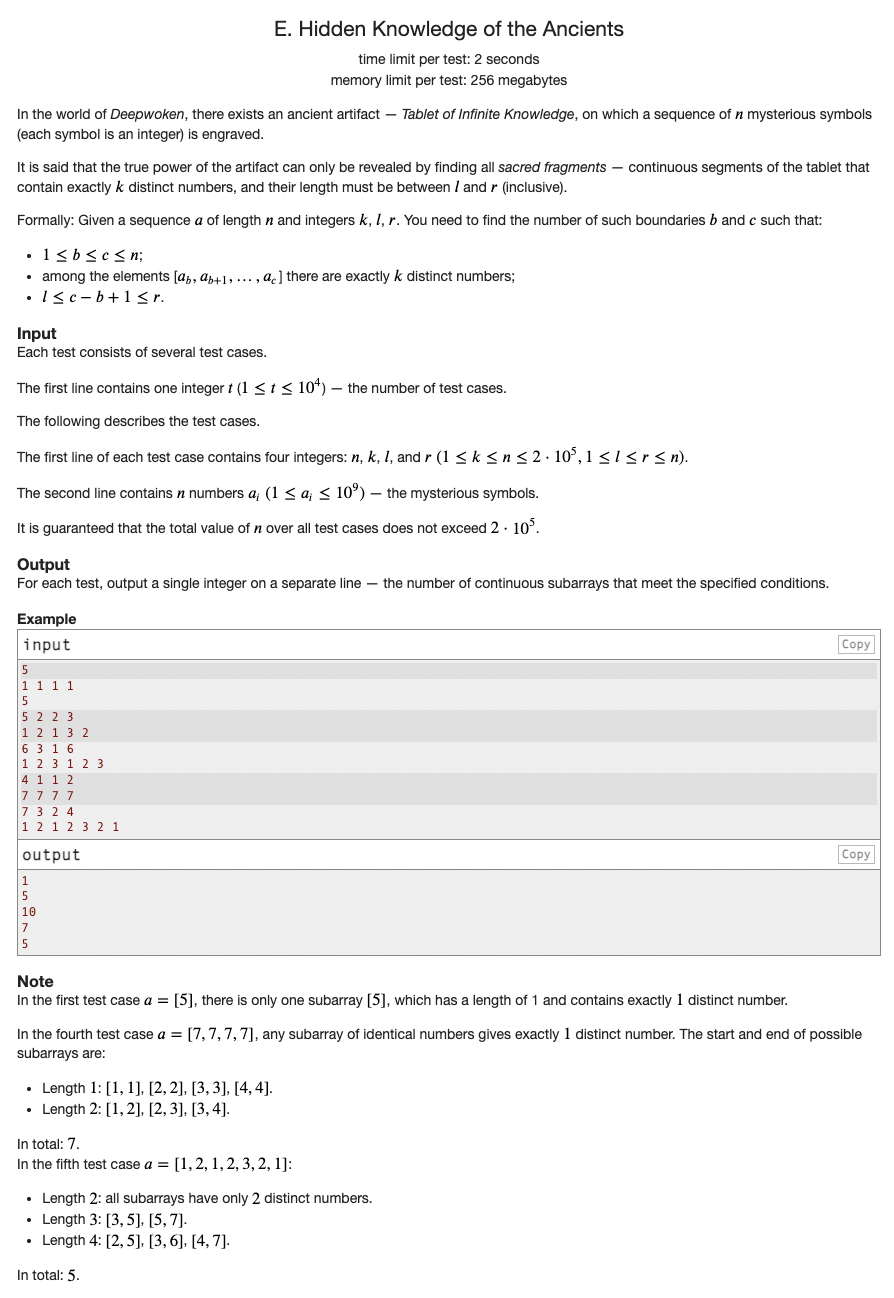 E. Hidden Knowledge of the Ancients
time limit per test: 2 seconds
memory limit per test: 256 megabytes
In the world of Deepwoken, there exists an ancient artifact — Tablet of Infinite Knowledge, on which a sequence of n mysterious symbols
(each symbol is an integer) is engraved.
It is said that the true power of the artifact can only be revealed by finding all sacred fragments — continuous segments of the tablet that
contain exactly k distinct numbers, and their length must be between l and r (inclusive).
Formally: Given a sequence a of length n and integers k, l, r. You need to find the number of such boundaries b and c such that:
• 1 ≤ b ≤ c ≤ n;
• among the elements [a_b, a_{b+1}, … , a_c] there are exactly k distinct numbers;
• l ≤ c − b + 1 ≤ r.
Input
Each test consists of several test cases.
The first line contains one integer t (1 ≤ t ≤ 10^4) — the number of test cases.
The following describes the test cases.
The first line of each test case contains four integers: n, k, l, and r (1 ≤ k ≤ n ≤ 2 · 10^5, 1 ≤ l ≤ r ≤ n).
The second line contains n numbers a_i (1 ≤ a_i ≤ 10^9) — the mysterious symbols.
It is guaranteed that the total value of n over all test cases does not exceed 2 · 10^5.
Output
For each test, output a single integer on a separate line — the number of continuous subarrays that meet the specified conditions.
Example
input
Copy
5
1 1 1 1
5
5 2 2 3
1 2 1 3 2
6 3 1 6
1 2 3 1 2 3
4 1 1 2
7 7 7 7
7 3 2 4
1 2 1 2 3 2 1
output
Copy
1
5
10
7
5
Note
In the first test case a = [5], there is only one subarray [5], which has a length of 1 and contains exactly 1 distinct number.
In the fourth test case a = [7, 7, 7, 7], any subarray of identical numbers gives exactly 1 distinct number. The start and end of possible
subarrays are:
• Length 1: [1, 1], [2, 2], [3, 3], [4, 4].
• Length 2: [1, 2], [2, 3], [3, 4].
In total: 7.
In the fifth test case a = [1, 2, 1, 2, 3, 2, 1]:
• Length 2: all subarrays have only 2 distinct numbers.
• Length 3: [3, 5], [5, 7].
• Length 4: [2, 5], [3, 6], [4, 7].
In total: 5.